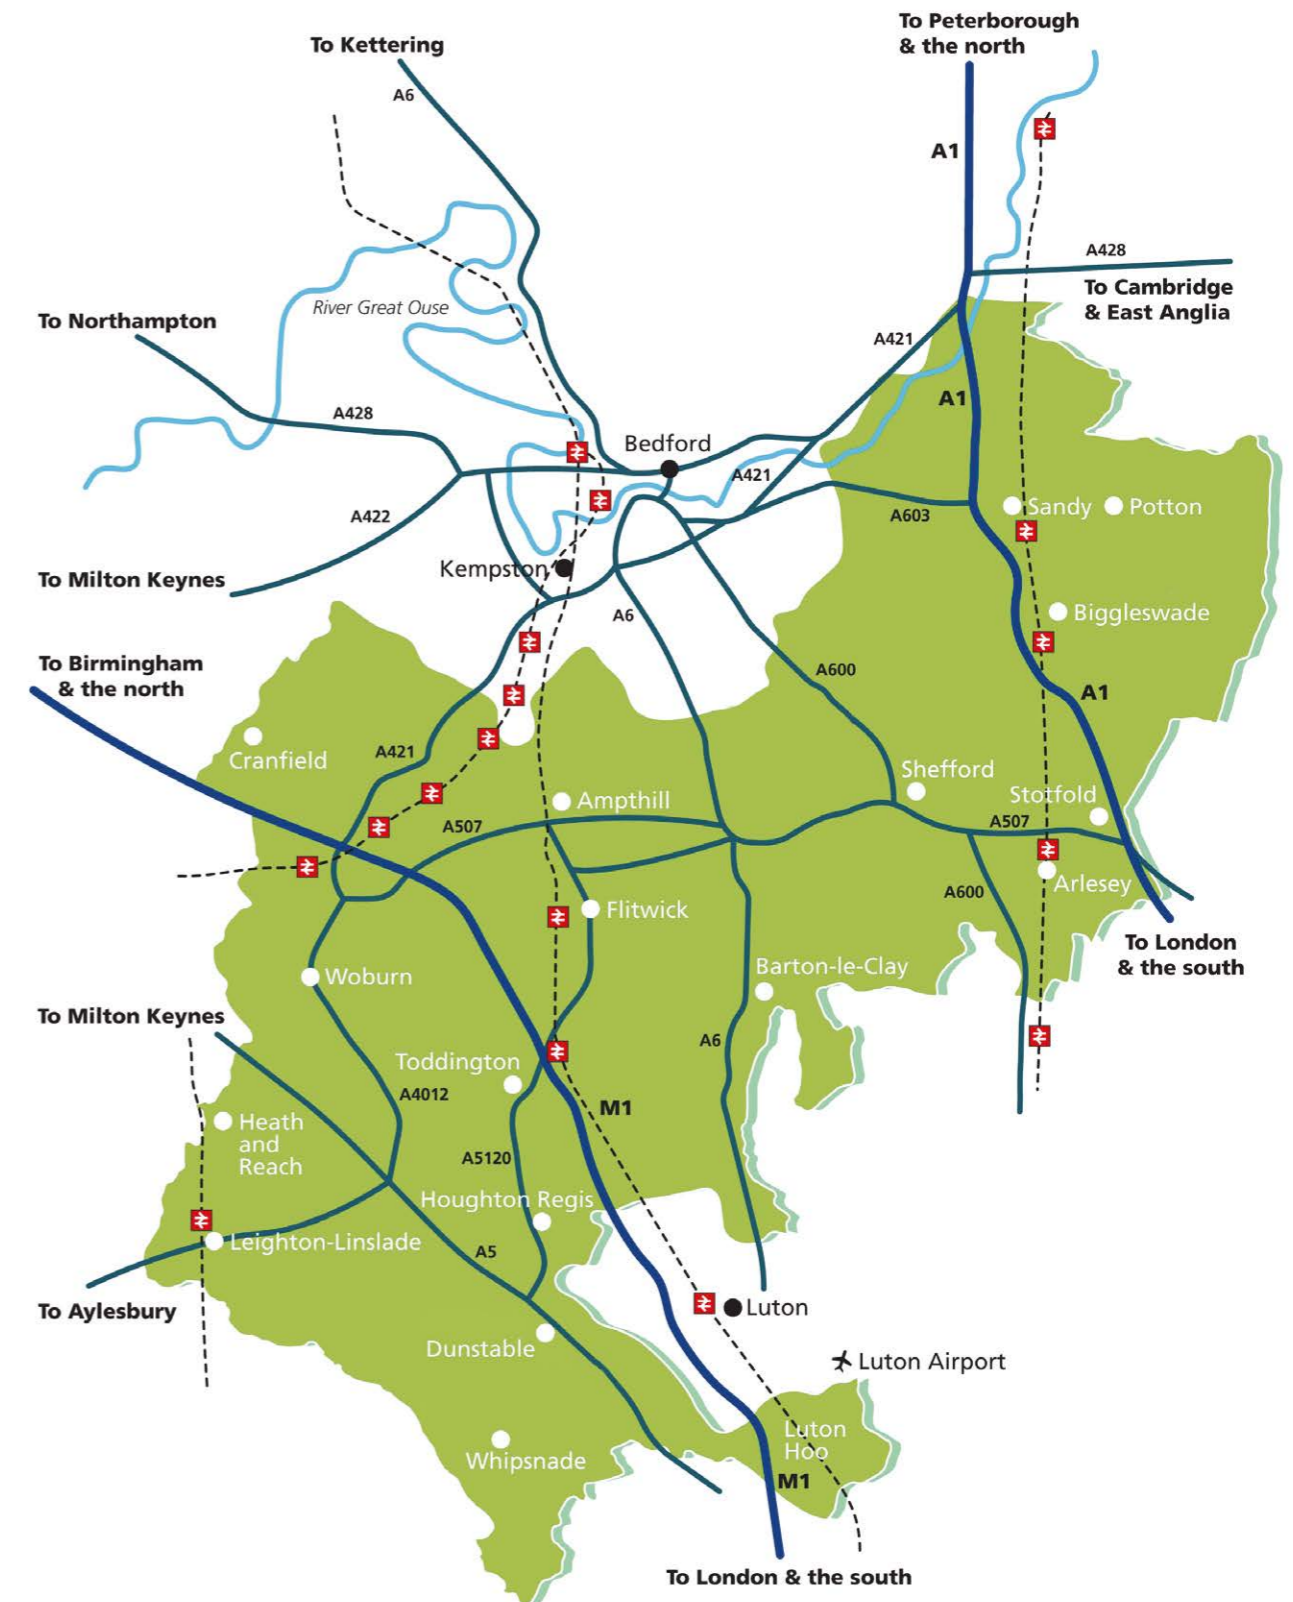 To Peterborough
& the north
To Kettering
A6
A1
A428
To Cambridge
& East Anglia
River Great Ouse
To Northampton
A421
A1
A428
Bedford
A421
A422
A603
Sandy
Potton
Kempston
To Milton Keynes
A6
Biggleswade
To Birmingham
& the north
A600
A1
Cranfield
A421
Shefford
Ampthill
Stotfold
A507
A507
A600
Arlesey
Flitwick
To London
& the south
Barton-le-Clay
Woburn
To Milton Keynes
A6
Toddington
A4012
M1
Heath
and
Reach
A5120
Houghton Regis
Leighton-Linslade
A5
To Aylesbury
Luton
Dunstable
Luton Airport
Luton
Hoo
Whipsnade
M1
To London & the south